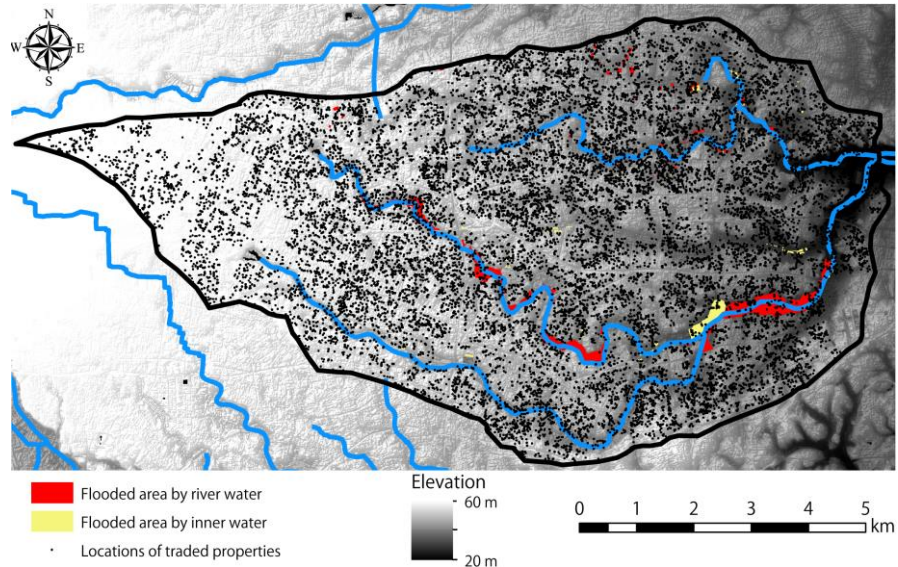 N
W E
S
Flooded area by river water
Flooded area by inner water
Locations of traded properties
Elevation
60 m
20 m
0 1 2 3 4 5
km